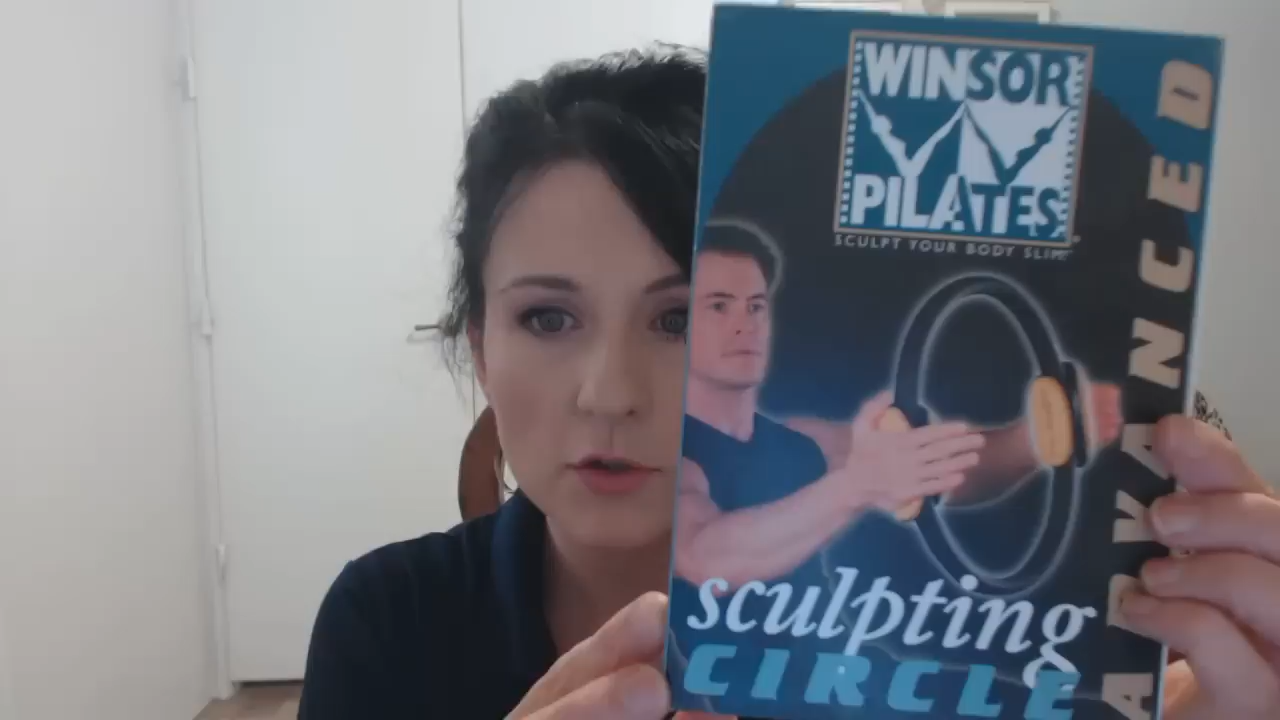 WINSOR
PILATES
SCULPT YOUR BODY SLIM
ADVANCED
sculpting
CIRCLE